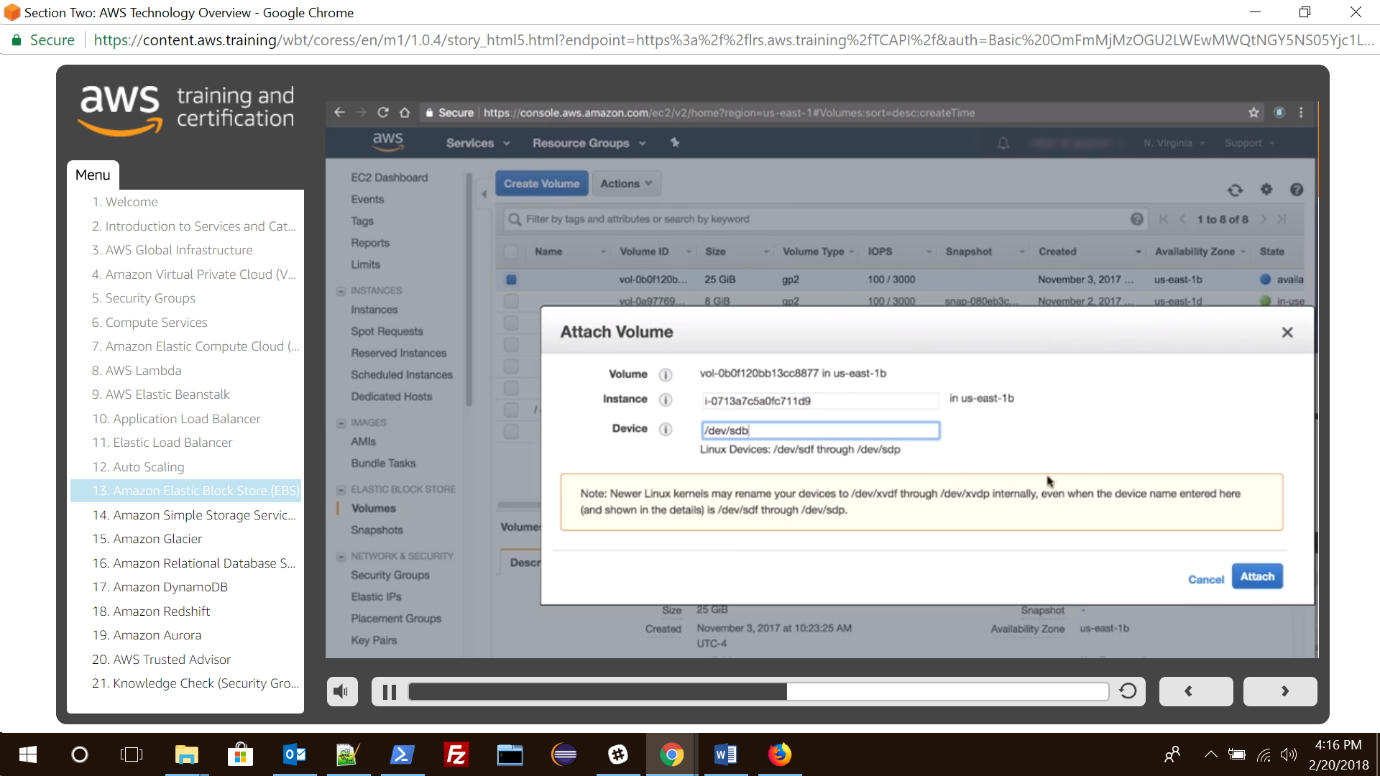 Section Two: AWS Technology Overview - Google Chrome
Secure https://content.aws.training/wbt/coress/en/m1/1.0.4/story_html5.html?endpoint=https%3a%2f%2flrs.aws.training%2fTCAPI%2f&auth=Basic%20OmFmMjMzOGU2LWEwMWQtNGY5NS05Yjc1L...
aws training and certification
Menu
1. Welcome
2. Introduction to Services and Cat...
3. AWS Global Infrastructure
4. Amazon Virtual Private Cloud (V...
5. Security Groups
6. Compute Services
7. Amazon Elastic Compute Cloud (...
8. AWS Lambda
9. AWS Elastic Beanstalk
10. Application Load Balancer
11. Elastic Load Balancer
12. Auto Scaling
13. Amazon Elastic Block Store (EBS)
14. Amazon Simple Storage Servic...
15. Amazon Glacier
16. Amazon Relational Database S...
17. Amazon DynamoDB
18. Amazon Redshift
19. Amazon Aurora
20. AWS Trusted Advisor
21. Knowledge Check (Security Gro...
Secure https://console.aws.amazon.com/ec2/v2/home?region=us-east-1#Volumes:sort=desc:createTime
aws Services Resource Groups N. Virginia Support
EC2 Dashboard
Events
Tags
Reports
Limits
INSTANCES
Instances
Spot Requests
Reserved Instances
Scheduled Instances
Dedicated Hosts
IMAGES
AMIs
Bundle Tasks
ELASTIC BLOCK STORE
Volumes
Snapshots
NETWORK & SECURITY
Security Groups
Elastic IPs
Placement Groups
Key Pairs
Create Volume Actions
Filter by tags and attributes or search by keyword 1 to 8 of 8
Name Volume ID Size Volume Type IOPS Snapshot Created Availability Zone State
vol-0b0f120b... 25 GiB gp2 100 / 3000 November 3, 2017 ... us-east-1b availa
vol-0a97769... 8 GiB gp2 100 / 3000 snap-080eb3c... November 2, 2017 ... us-east-1d in-use
Attach Volume
Volume vol-0b0f120bb13cc8877 in us-east-1b
Instance i-0713a7c5a0fc711d9 in us-east-1b
Device /dev/sdb
Linux Devices: /dev/sdf through /dev/sdp
Note: Newer Linux kernels may rename your devices to /dev/xvdf through /dev/xvdp internally, even when the device name entered here
(and shown in the details) is /dev/sdf through /dev/sdp.
Cancel Attach
Volume
Descr
Size 25 GiB Snapshot -
Created November 3, 2017 at 10:23:25 AM Availability Zone us-east-1b
UTC-4
4:16 PM
2/20/2018